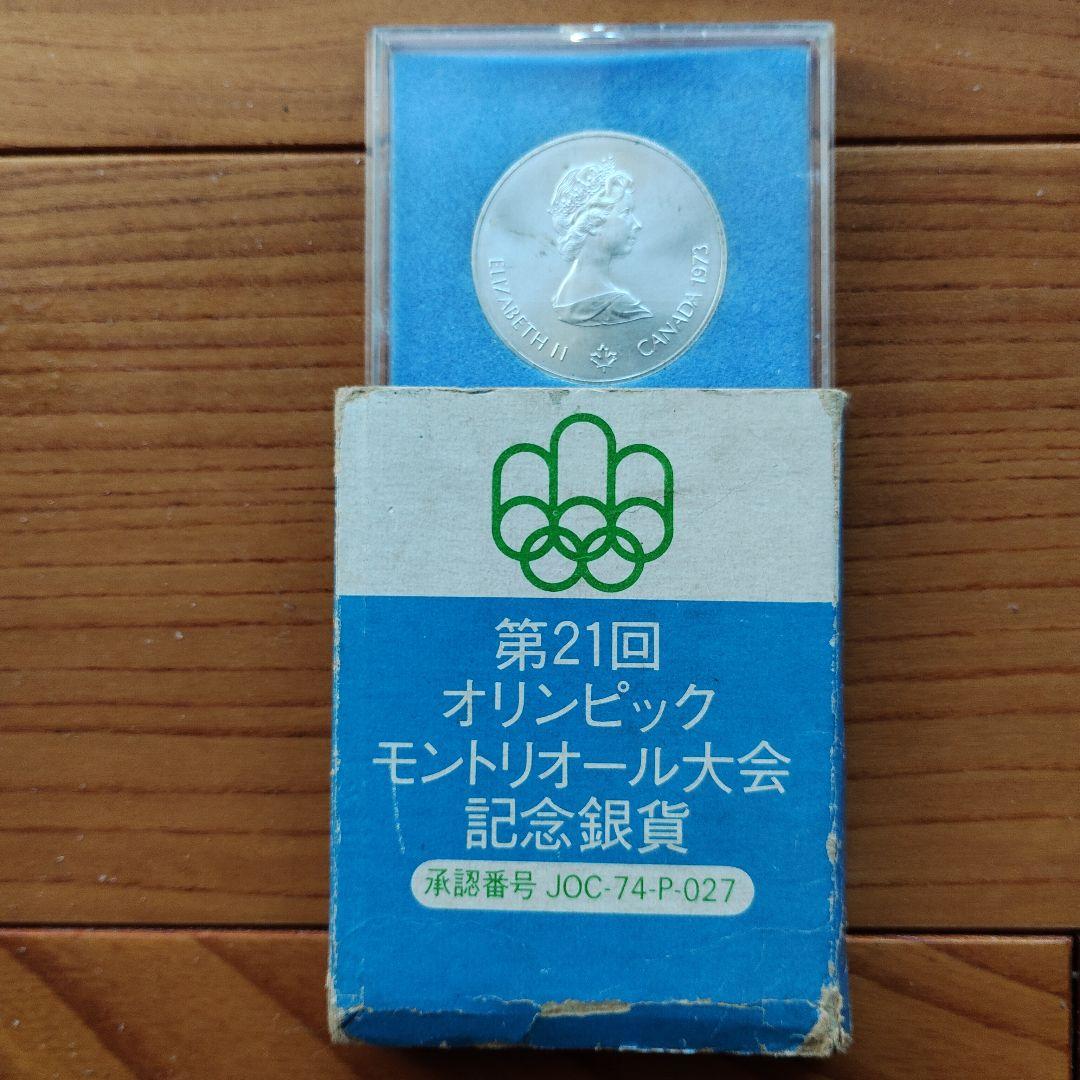 ELIZABETH II
CANADA 1973
第21回
オリンピック
モントリオール大会
記念銀貨
承認番号 JOC-74-P-027